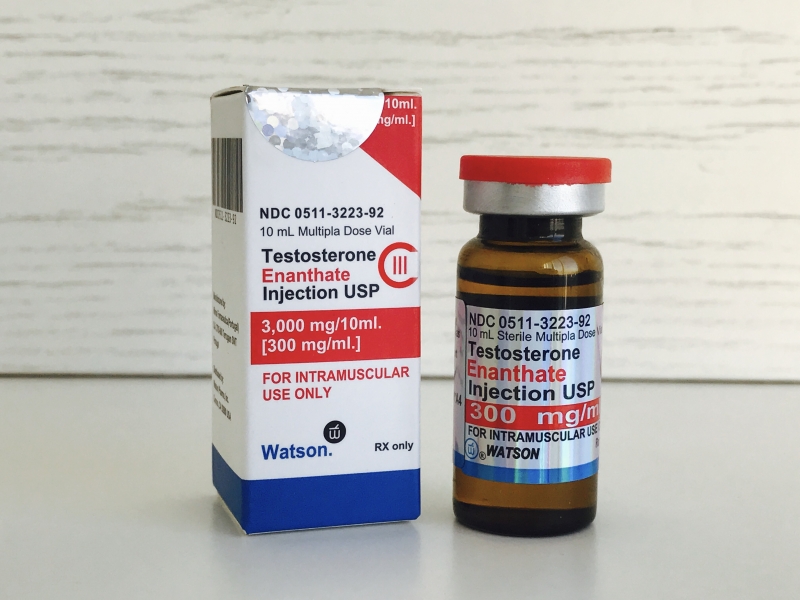 10ml.
ng/ml.]
NDC 0511-3223-92
10 mL Multipla Dose Vial
Testosterone
Enanthate
Injection USP
CIII
3,000 mg/10ml.
[300 mg/ml.]
FOR INTRAMUSCULAR
USE ONLY
Watson.
RX only
NDC 0511-3223-92
10 mL Sterile Multipla Dose
Testosterone
Enanthate
Injection USP
300 mg/m
FOR INTRAMUSCULAR USE
® WATSON